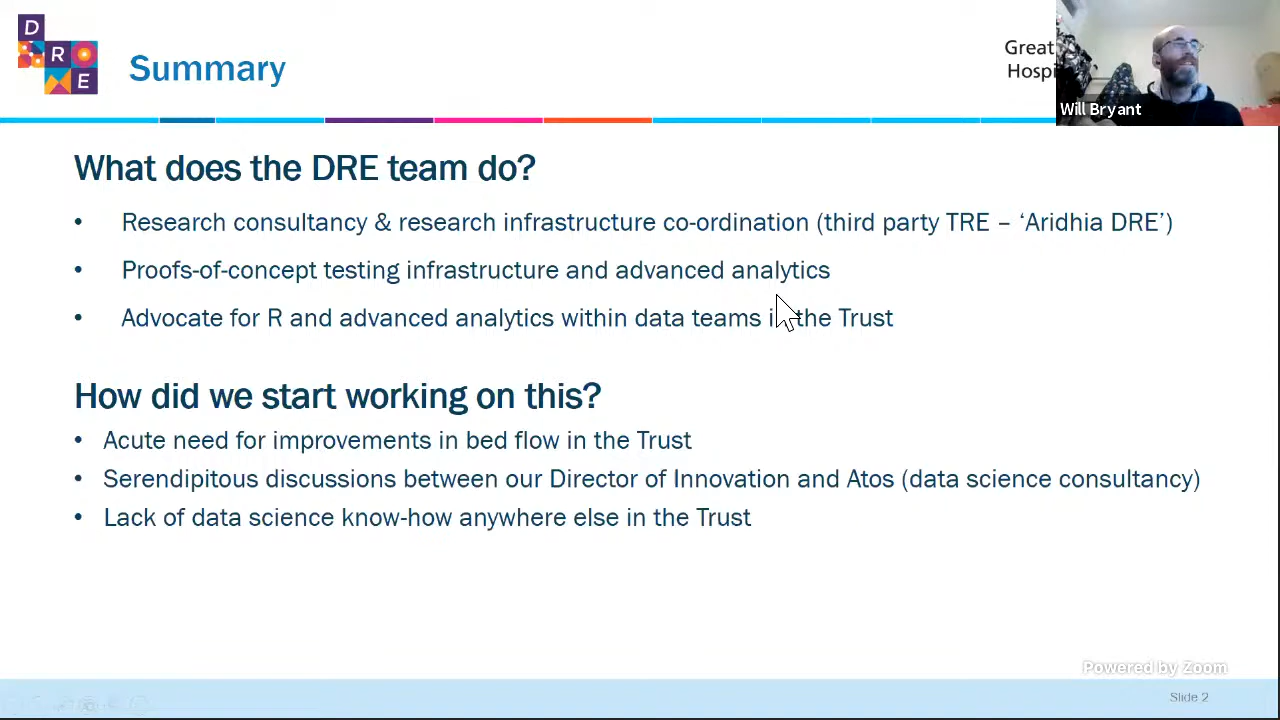 D
R
E
Summary
Great
Hospi
Will Bryant
What does the DRE team do?
• Research consultancy & research infrastructure co-ordination (third party TRE – ‘Aridhia DRE’)
• Proofs-of-concept testing infrastructure and advanced analytics
• Advocate for R and advanced analytics within data teams in the Trust
How did we start working on this?
• Acute need for improvements in bed flow in the Trust
• Serendipitous discussions between our Director of Innovation and Atos (data science consultancy)
• Lack of data science know-how anywhere else in the Trust
Powered by Zoom
Slide 2